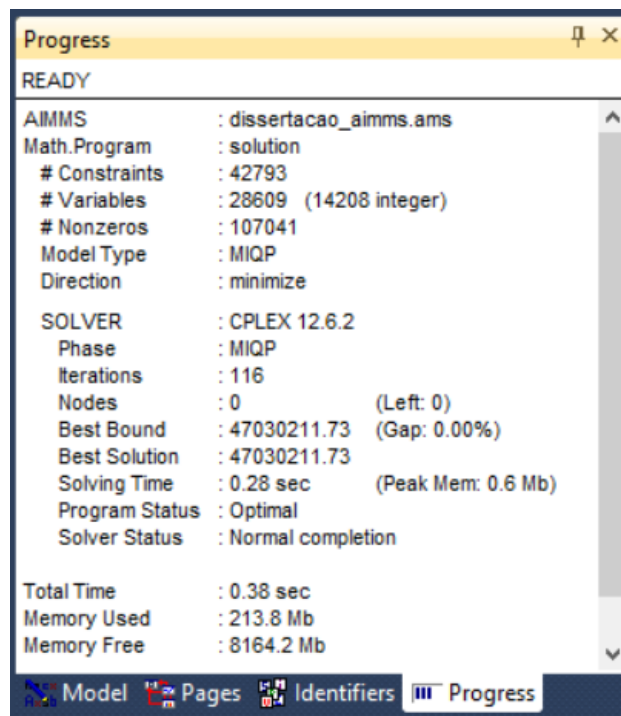 Progress
READY
AIMMS : dissertacao_aimms.ams
Math.Program : solution
# Constraints : 42793
# Variables : 28609 (14208 integer)
# Nonzeros : 107041
Model Type : MIQP
Direction : minimize
SOLVER : CPLEX 12.6.2
Phase : MIQP
Iterations : 116
Nodes : 0 (Left: 0)
Best Bound : 47030211.73 (Gap: 0.00%)
Best Solution : 47030211.73
Solving Time : 0.28 sec (Peak Mem: 0.6 Mb)
Program Status : Optimal
Solver Status : Normal completion
Total Time : 0.38 sec
Memory Used : 213.8 Mb
Memory Free : 8164.2 Mb
Model Pages Identifiers Progress